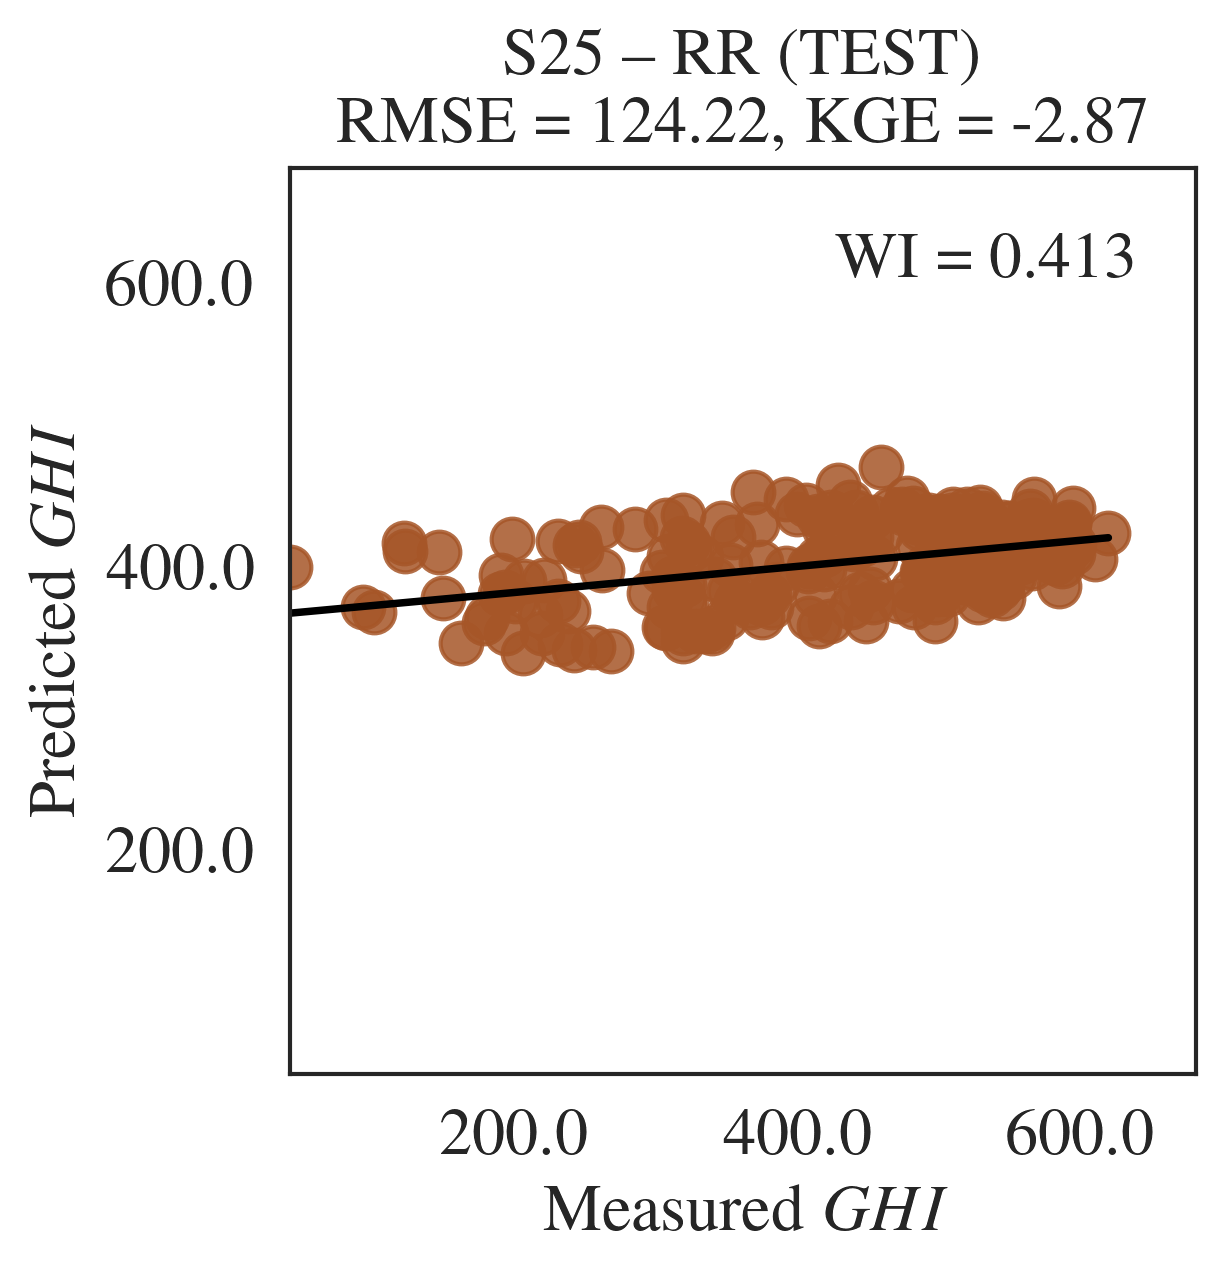 S25 – RR (TEST)
RMSE = 124.22, KGE = -2.87
WI = 0.413
600.0
400.0
200.0
Predicted GHI
200.0 400.0 600.0
Measured GHI